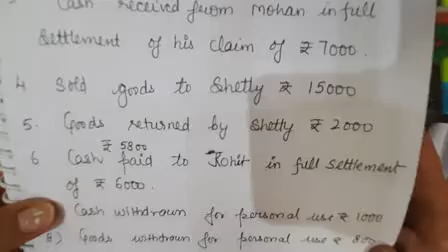 Cash received from Mohan in full
settlement of his claim of ₹ 7000.
4 Sold goods to Shetty ₹ 15000
5. Goods returned by Shetty ₹ 2000
₹ 5800
6 Cash paid to Rohit in full settlement
of ₹ 6000.
Cash withdrawn for personal use ₹ 1000
8) Goods withdrawn for personal use ₹ 800